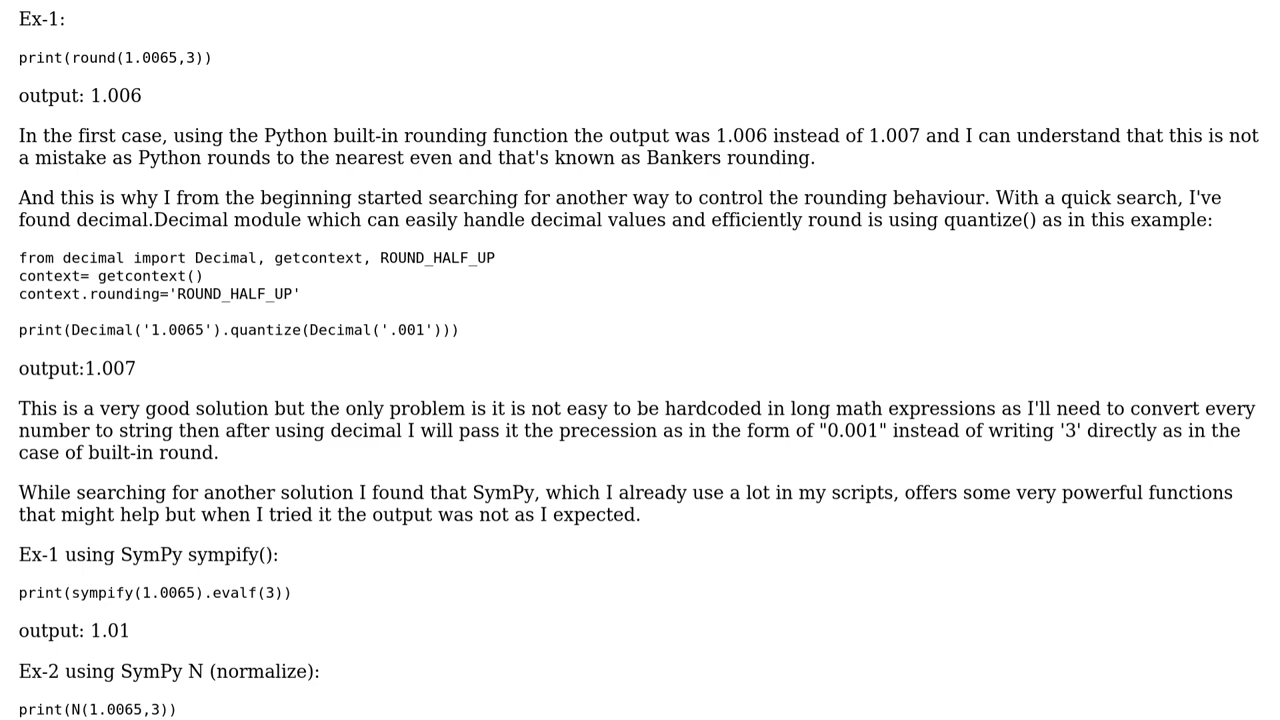 Ex-1:
print(round(1.0065,3))
output: 1.006
In the first case, using the Python built-in rounding function the output was 1.006 instead of 1.007 and I can understand that this is not
a mistake as Python rounds to the nearest even and that's known as Bankers rounding.
And this is why I from the beginning started searching for another way to control the rounding behaviour. With a quick search, I've
found decimal.Decimal module which can easily handle decimal values and efficiently round is using quantize() as in this example:
from decimal import Decimal, getcontext, ROUND_HALF_UP
context= getcontext()
context.rounding='ROUND_HALF_UP'
print(Decimal('1.0065').quantize(Decimal('.001')))
output:1.007
This is a very good solution but the only problem is it is not easy to be hardcoded in long math expressions as I'll need to convert every
number to string then after using decimal I will pass it the precession as in the form of "0.001" instead of writing '3' directly as in the
case of built-in round.
While searching for another solution I found that SymPy, which I already use a lot in my scripts, offers some very powerful functions
that might help but when I tried it the output was not as I expected.
Ex-1 using SymPy sympify():
print(sympify(1.0065).evalf(3))
output: 1.01
Ex-2 using SymPy N (normalize):
print(N(1.0065,3))